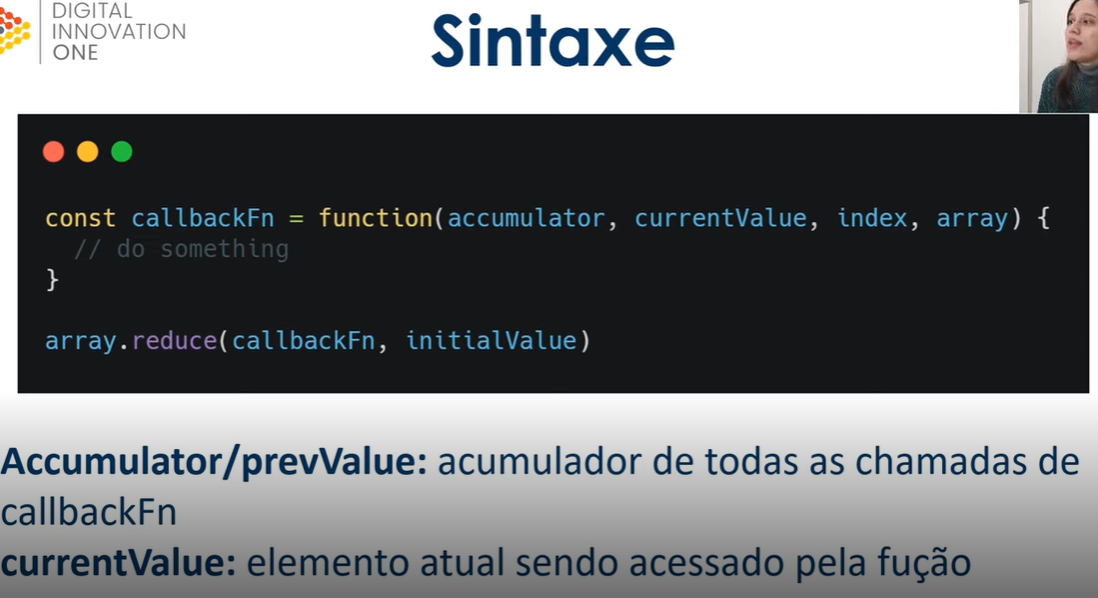 DIGITAL
INNOVATION
ONE
Sintaxe
const callbackFn = function(accumulator, currentValue, index, array) {
// do something
}
array.reduce(callbackFn, initialValue)
Accumulator/prevValue: acumulador de todas as chamadas de
callbackFn
currentValue: elemento atual sendo acessado pela fução